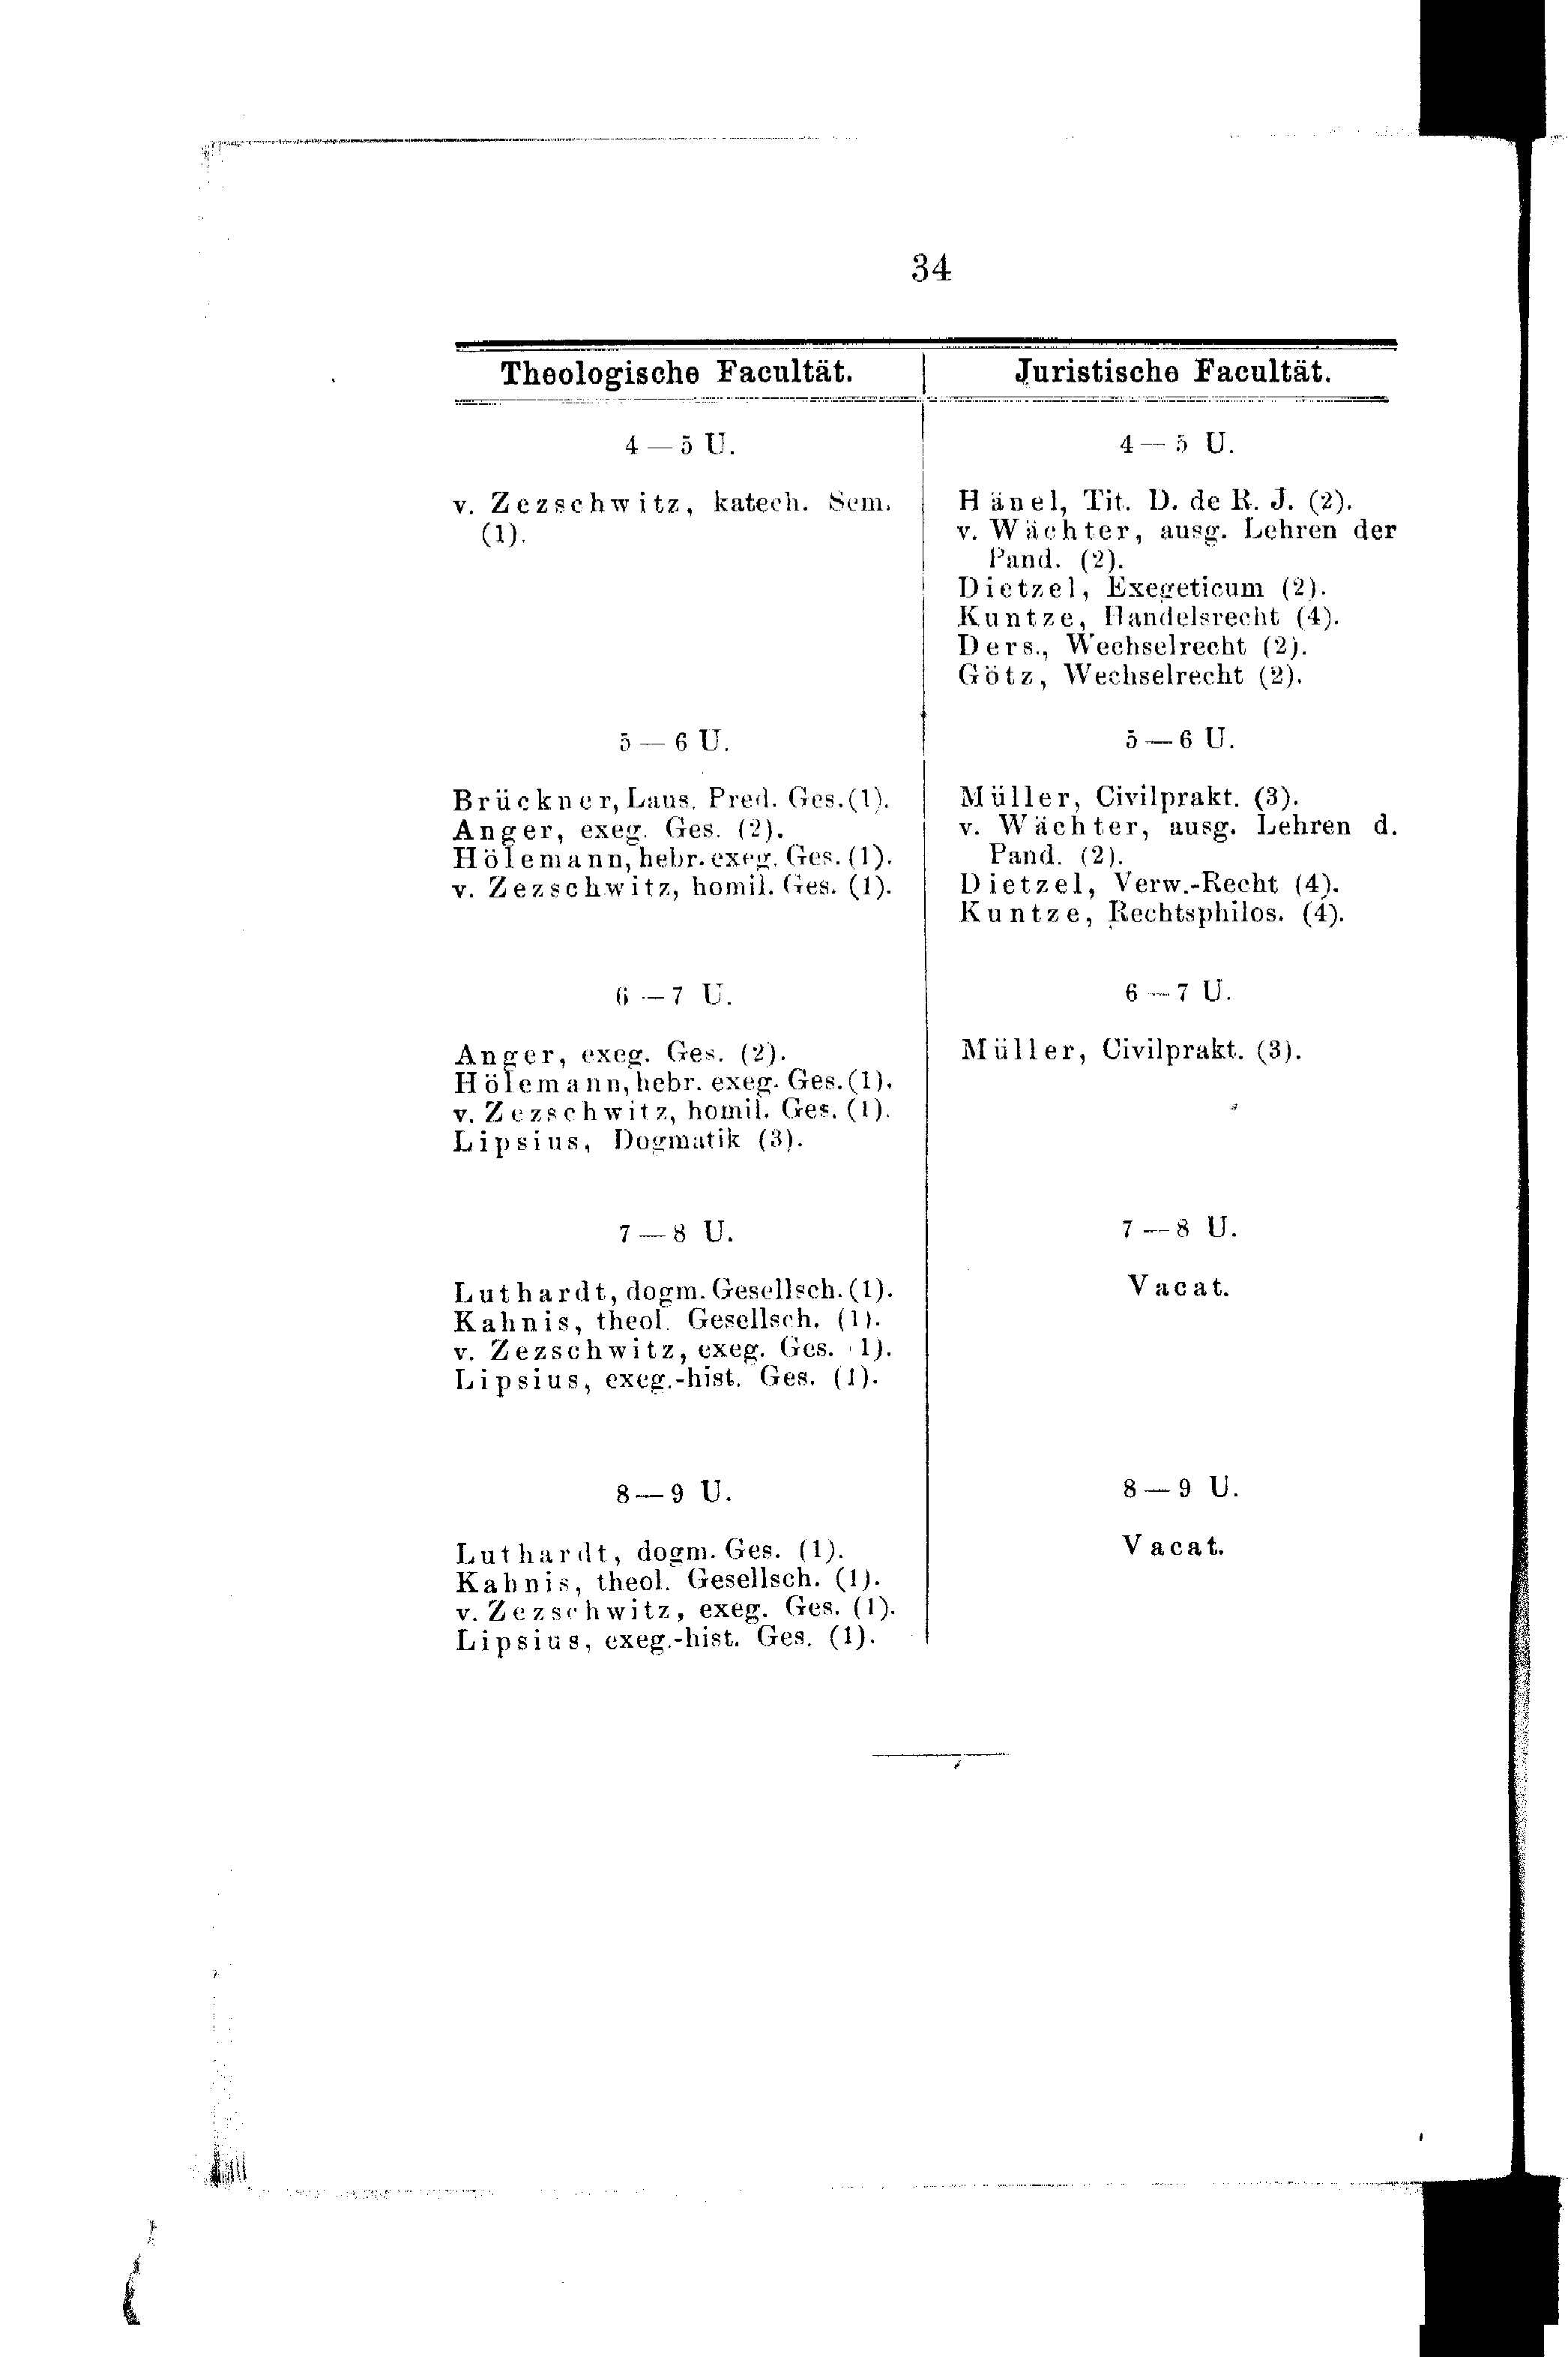 34
Theologische Facultät.
4 — 5 U.
v. Zezschwitz, katech. Sem.
(1).
5 — 6 U.
Brückner, Laus. Pred. Ges. (1).
Anger, exeg. Ges. (2).
Hölemann, hebr. exeg. Ges. (1).
v. Zezschwitz, homil. Ges. (1).
6 — 7 U.
Anger, exeg. Ges. (2).
Hölemann, hebr. exeg. Ges. (1).
v. Zezschwitz, homil. Ges. (1).
Lipsius, Dogmatik (3).
7 — 8 U.
Luthardt, dogm. Gesellsch. (1).
Kahnis, theol. Gesellsch. (1).
v. Zezschwitz, exeg. Ges. (1).
Lipsius, exeg.-hist. Ges. (1).
8 — 9 U.
Luthardt, dogm. Ges. (1).
Kahnis, theol. Gesellsch. (1).
v. Zezschwitz, exeg. Ges. (1).
Lipsius, exeg.-hist. Ges. (1).
Juristische Facultät.
4 — 5 U.
Hänel, Tit. D. de R. J. (2).
v. Wächter, ausg. Lehren der
Pand. (2).
Dietzel, Exegeticum (2).
Kuntze, Handelsrecht (4).
Ders., Wechselrecht (2).
Götz, Wechselrecht (2).
5 — 6 U.
Müller, Civilprakt. (3).
v. Wächter, ausg. Lehren d.
Pand. (2).
Dietzel, Verw.-Recht (4).
Kuntze, Rechtsphilos. (4).
6 — 7 U.
Müller, Civilprakt. (3).
7 — 8 U.
Vacat.
8 — 9 U.
Vacat.